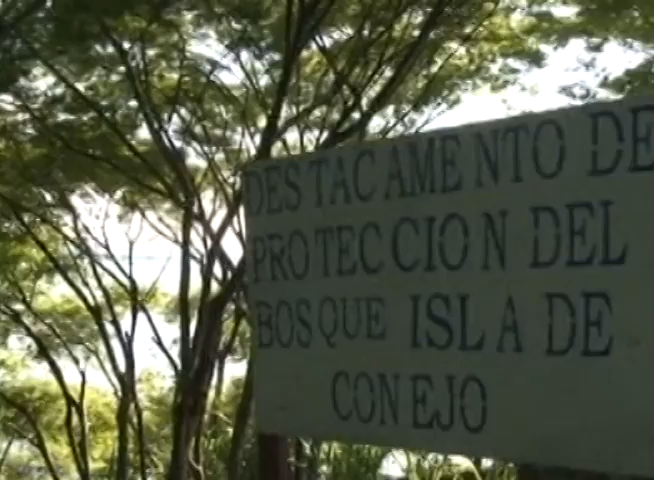 DESTACAMENTO DE
PROTECCION DEL
BOSQUE ISLA DE
CONEJO